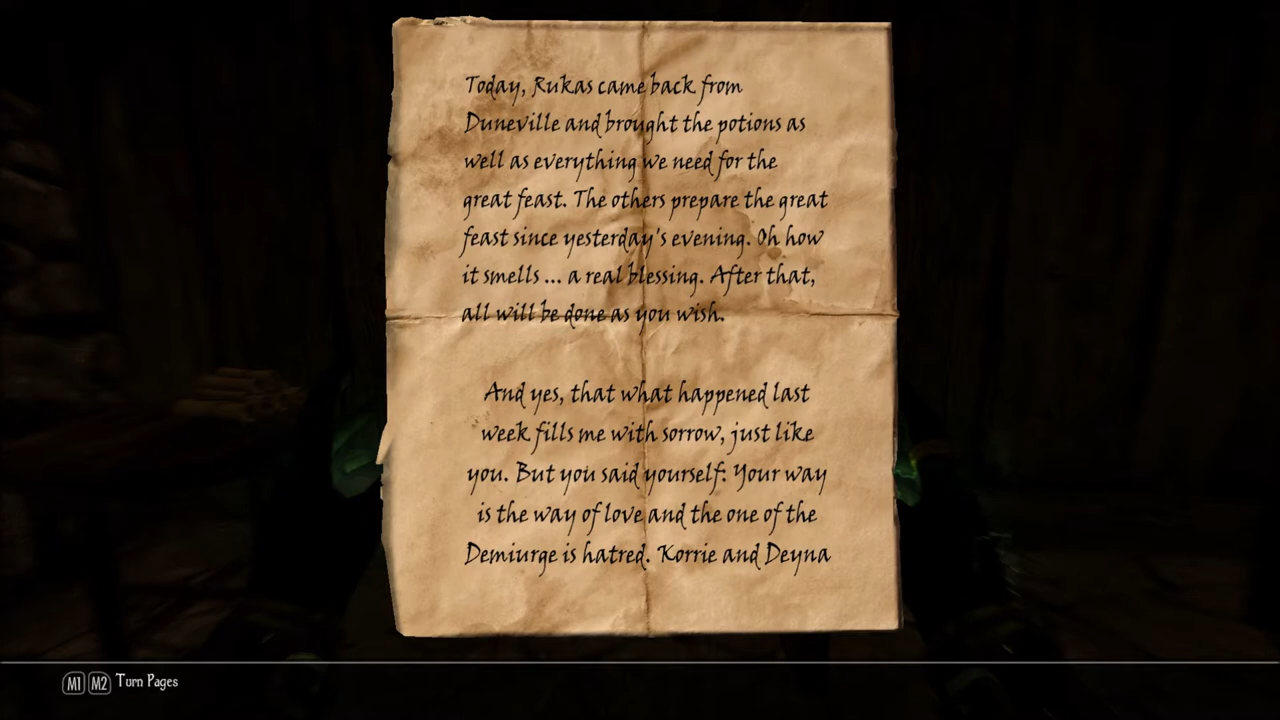 Today, Rukas came back from
Duneville and brought the potions as
well as everything we need for the
great feast. The others prepare the great
feast since yesterday's evening. Oh how
it smells ... a real blessing. After that,
all will be done as you wish.
And yes, that what happened last
week fills me with sorrow, just like
you. But you said yourself: Your way
is the way of love and the one of the
Demiurge is hatred. Korrie and Deyna
M1 M2 Turn Pages